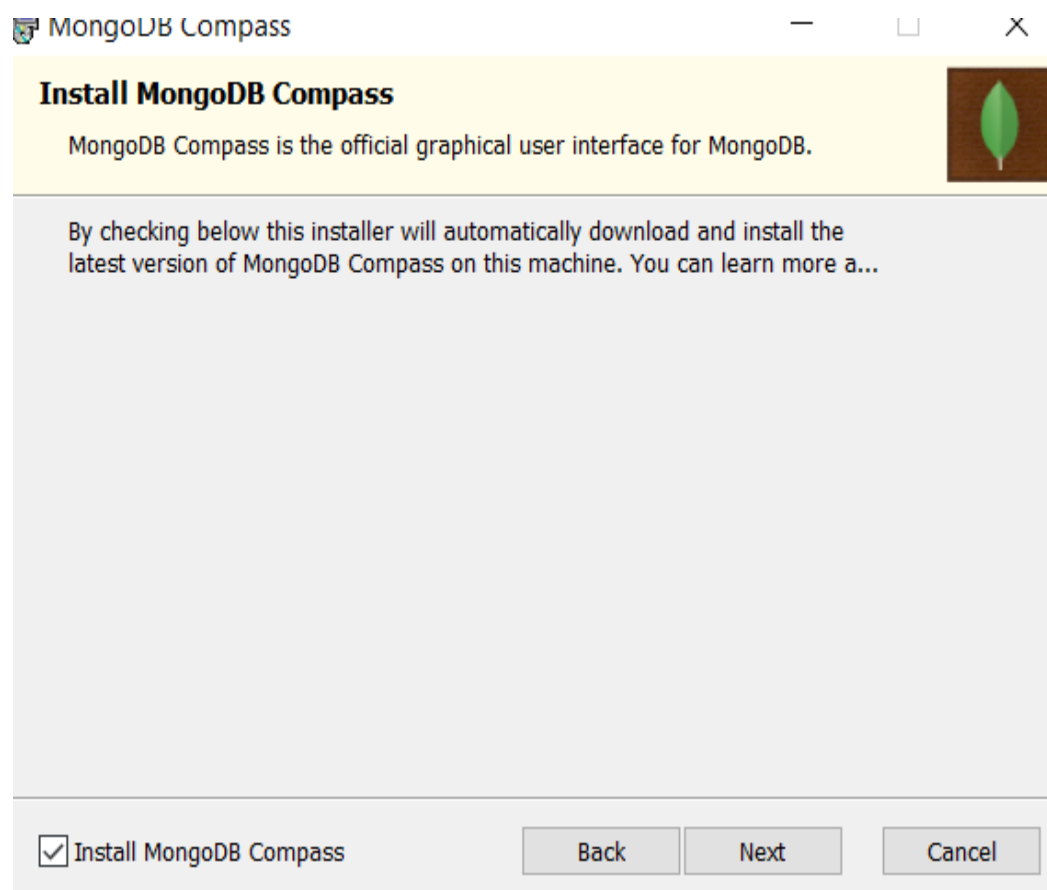 MongoDB Compass
Install MongoDB Compass
MongoDB Compass is the official graphical user interface for MongoDB.
By checking below this installer will automatically download and install the
latest version of MongoDB Compass on this machine. You can learn more a...
Install MongoDB Compass
Back
Next
Cancel